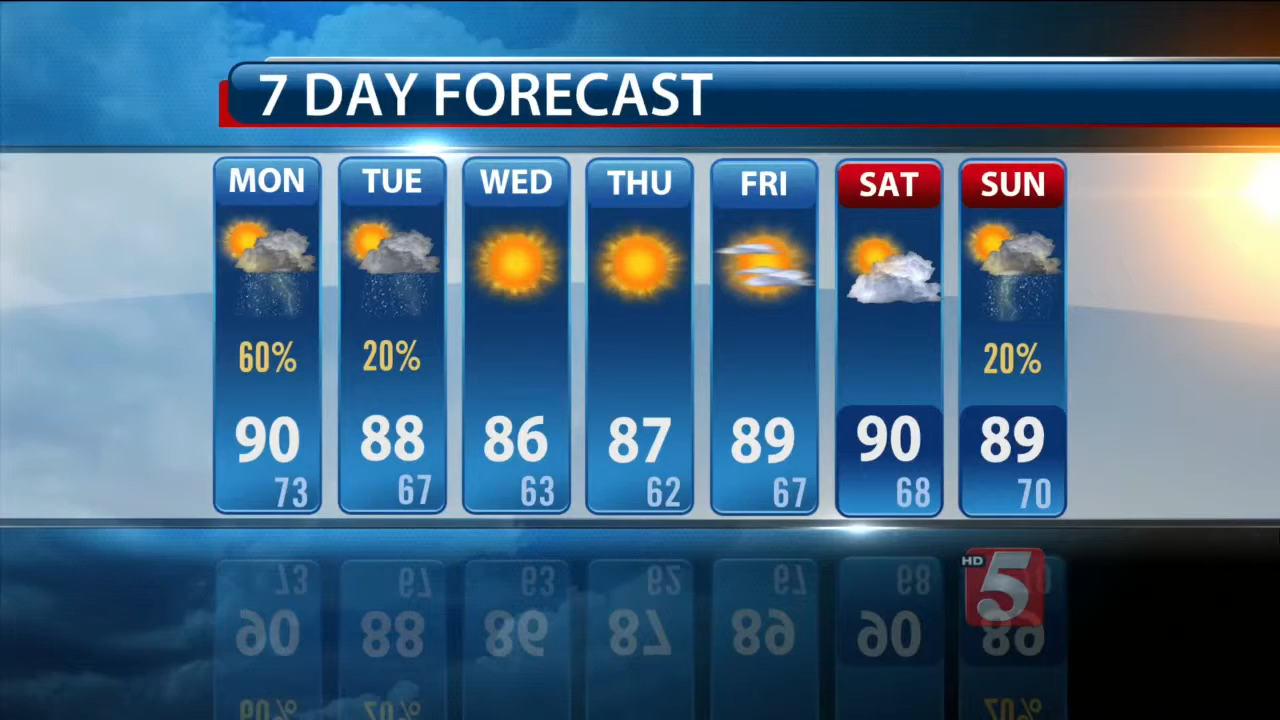 7 DAY FORECAST
MON TUE WED THU FRI SAT SUN
60% 20% 20%
90 88 86 87 89 90 89
73 67 63 62 67 68 70
HD 5